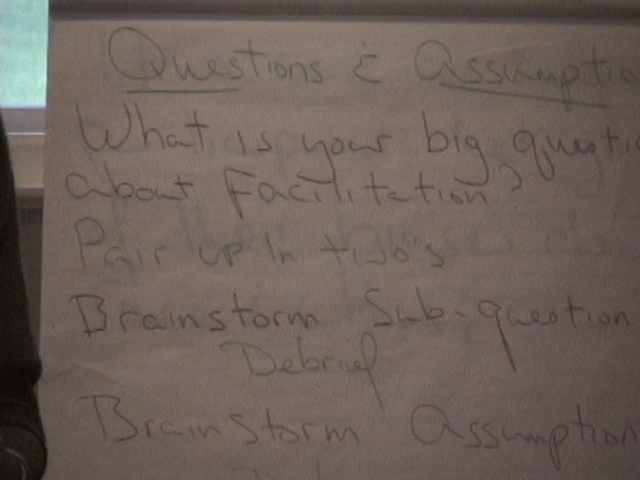 Questions & Assumptio
What is your big questi
about Facilitation?
Pair up In two's
Brainstorm Sub-question
Debrief
Brainstorm Assumption